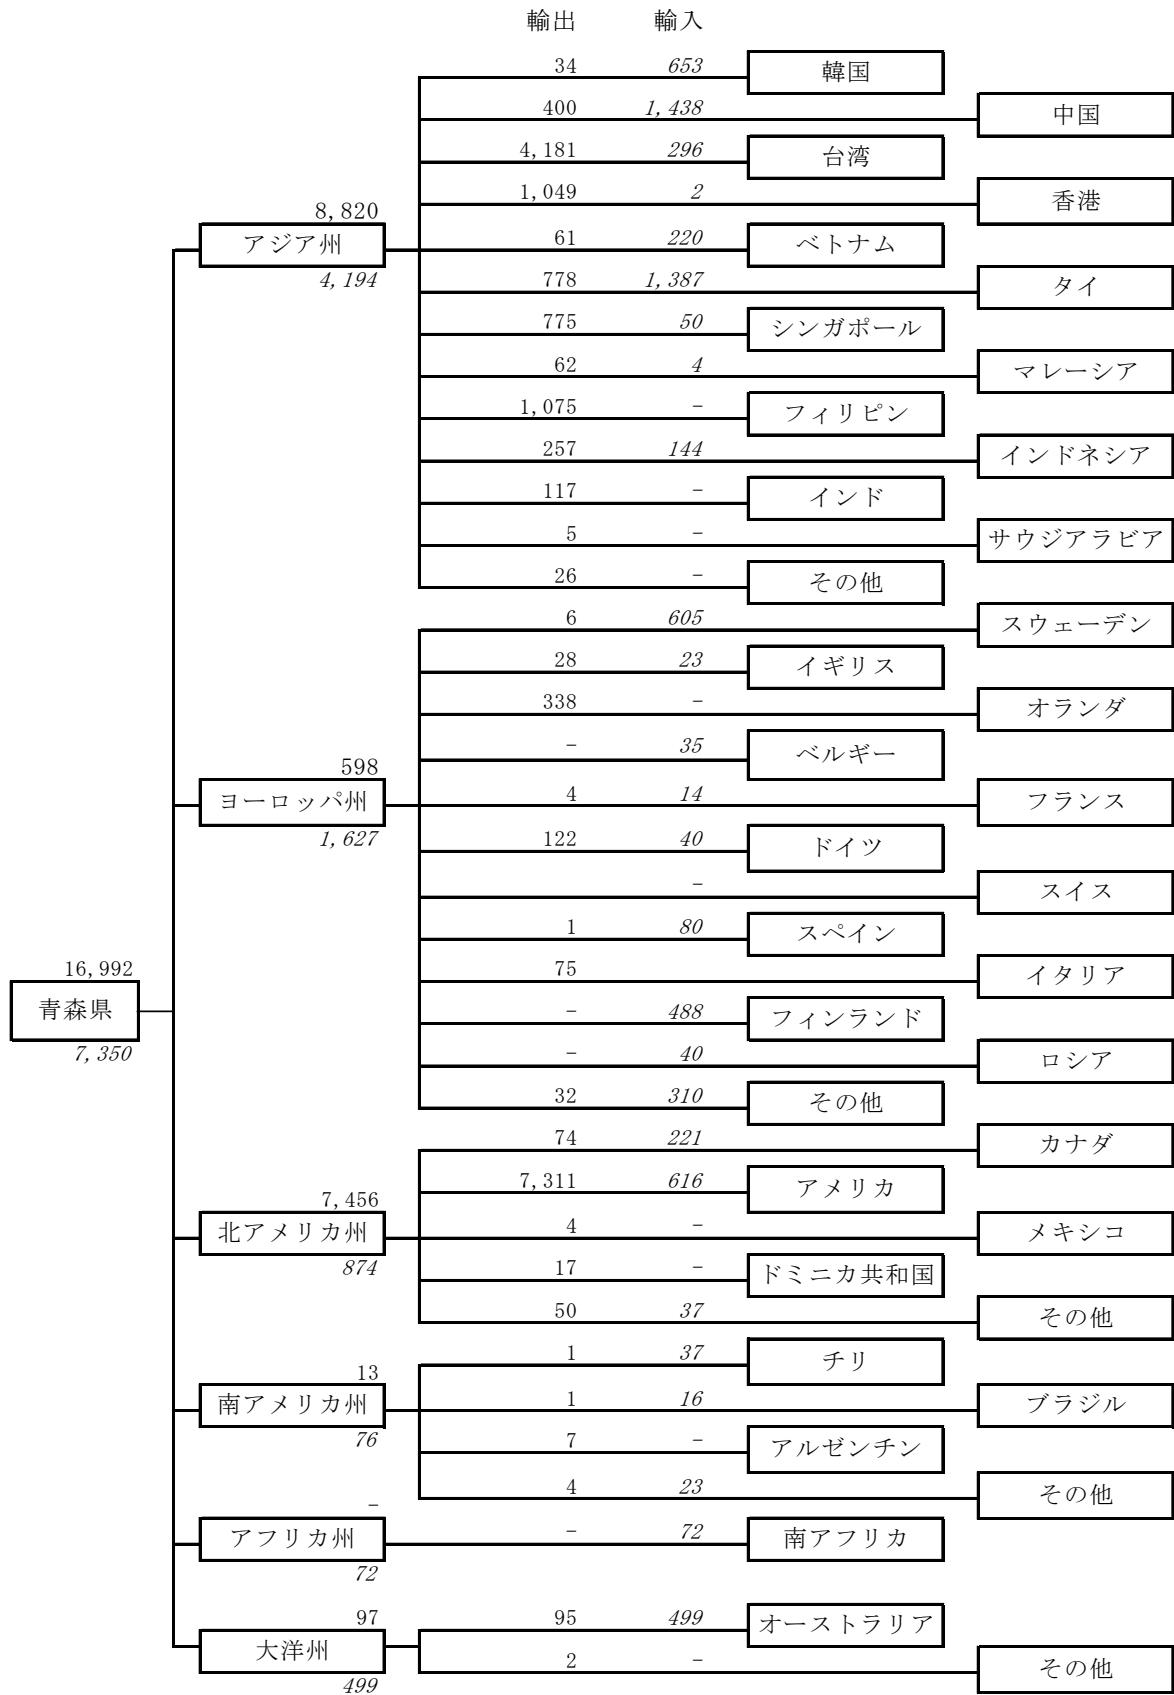 輸出 輸入
34 653 韓国
400 1,438 中国
4,181 296 台湾
1,049 2 香港
8,820
アジア州
4,194
61 220 ベトナム
778 1,387 タイ
775 50 シンガポール
62 4 マレーシア
1,075 - フィリピン
257 144 インドネシア
117 - インド
5 - サウジアラビア
26 - その他
6 605 スウェーデン
28 23 イギリス
338 - オランダ
- 35 ベルギー
598
ヨーロッパ州
1,627
4 14 フランス
122 40 ドイツ
- スイス
1 80 スペイン
16,992
青森県
7,350
75 イタリア
- 488 フィンランド
- 40 ロシア
32 310 その他
74 221 カナダ
7,311 616 アメリカ
7,456
北アメリカ州
874
4 - メキシコ
17 - ドミニカ共和国
50 37 その他
1 37 チリ
13
南アメリカ州
76
1 16 ブラジル
7 - アルゼンチン
4 23 その他
-
アフリカ州
72
- 72 南アフリカ
97
大洋州
499
95 499 オーストラリア
2 - その他